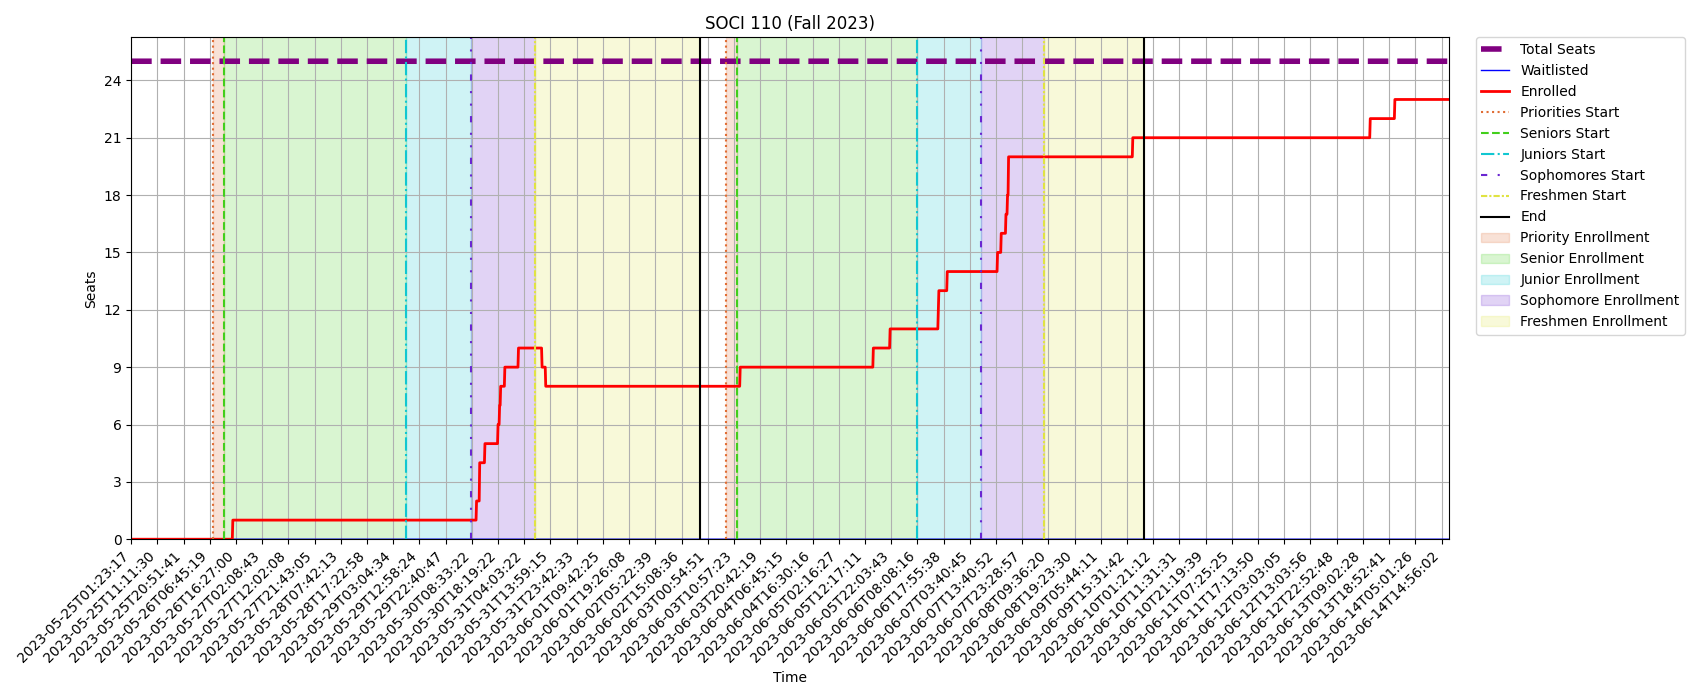 SOCI 110 (Fall 2023)
Seats
24
21
18
15
12
9
6
3
0
2023-05-25T01:23:17
2023-05-25T11:11:30
2023-05-25T20:51:41
2023-05-26T06:45:19
2023-05-26T16:27:00
2023-05-27T02:08:43
2023-05-27T12:02:08
2023-05-27T21:43:05
2023-05-28T07:42:13
2023-05-28T17:22:58
2023-05-29T03:04:34
2023-05-29T12:58:24
2023-05-29T22:40:47
2023-05-30T08:33:22
2023-05-30T18:19:22
2023-05-31T04:03:22
2023-05-31T13:59:15
2023-05-31T23:42:33
2023-06-01T09:42:25
2023-06-01T19:26:08
2023-06-02T05:22:39
2023-06-02T15:08:36
2023-06-03T00:54:51
2023-06-03T10:57:23
2023-06-03T20:42:19
2023-06-04T06:45:15
2023-06-04T16:30:16
2023-06-05T02:16:27
2023-06-05T12:17:11
2023-06-05T22:03:43
2023-06-06T08:08:16
2023-06-06T17:55:38
2023-06-07T03:40:45
2023-06-07T13:40:52
2023-06-07T23:28:57
2023-06-08T09:36:20
2023-06-08T19:23:30
2023-06-09T05:44:11
2023-06-09T15:31:42
2023-06-10T01:21:12
2023-06-10T11:31:31
2023-06-10T21:19:39
2023-06-11T07:25:25
2023-06-11T17:13:50
2023-06-12T03:03:05
2023-06-12T13:03:56
2023-06-12T22:52:48
2023-06-13T09:02:28
2023-06-13T18:52:41
2023-06-14T05:01:26
2023-06-14T14:56:02
Time
Total Seats
Waitlisted
Enrolled
Priorities Start
Seniors Start
Juniors Start
Sophomores Start
Freshmen Start
End
Priority Enrollment
Senior Enrollment
Junior Enrollment
Sophomore Enrollment
Freshmen Enrollment